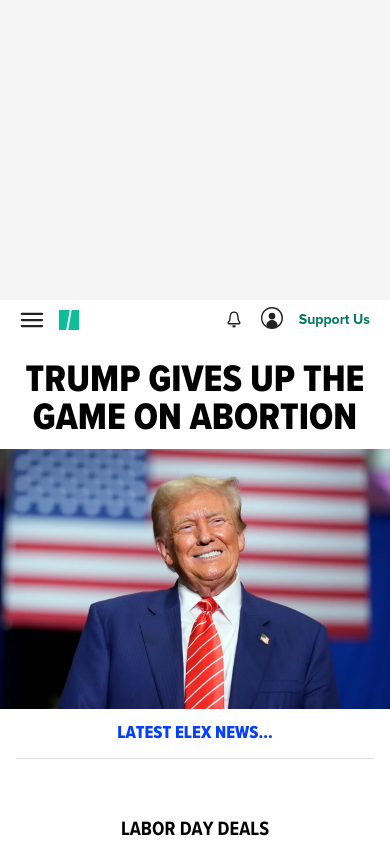 Support Us
TRUMP GIVES UP THE
GAME ON ABORTION
LATEST ELEX NEWS...
LABOR DAY DEALS